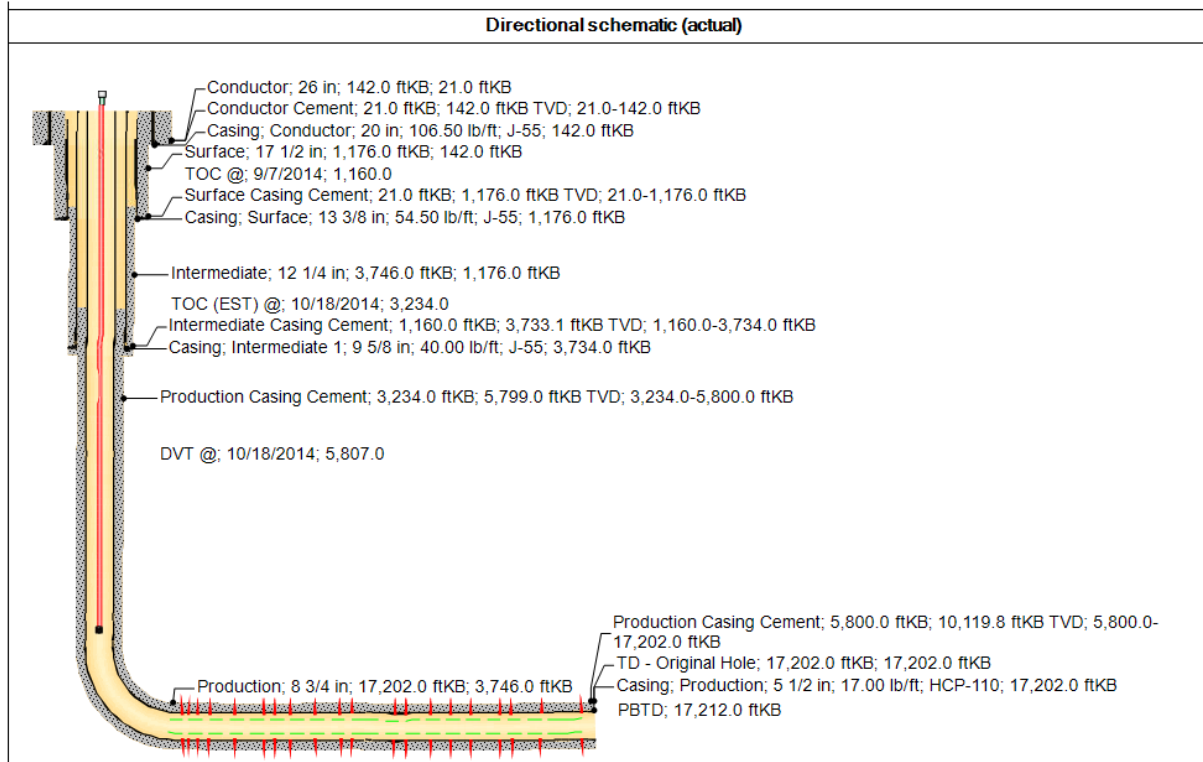 Directional schematic (actual)
Conductor; 26 in; 142.0 ftKB; 21.0 ftKB
Conductor Cement; 21.0 ftKB; 142.0 ftKB TVD; 21.0-142.0 ftKB
Casing; Conductor; 20 in; 106.50 lb/ft; J-55; 142.0 ftKB
Surface; 17 1/2 in; 1,176.0 ftKB; 142.0 ftKB
TOC @; 9/7/2014; 1,160.0
Surface Casing Cement; 21.0 ftKB; 1,176.0 ftKB TVD; 21.0-1,176.0 ftKB
Casing; Surface; 13 3/8 in; 54.50 lb/ft; J-55; 1,176.0 ftKB
Intermediate; 12 1/4 in; 3,746.0 ftKB; 1,176.0 ftKB
TOC (EST) @; 10/18/2014; 3,234.0
Intermediate Casing Cement; 1,160.0 ftKB; 3,733.1 ftKB TVD; 1,160.0-3,734.0 ftKB
Casing; Intermediate 1; 9 5/8 in; 40.00 lb/ft; J-55; 3,734.0 ftKB
Production Casing Cement; 3,234.0 ftKB; 5,799.0 ftKB TVD; 3,234.0-5,800.0 ftKB
DVT @; 10/18/2014; 5,807.0
Production Casing Cement; 5,800.0 ftKB; 10,119.8 ftKB TVD; 5,800.0-
17,202.0 ftKB
TD - Original Hole; 17,202.0 ftKB; 17,202.0 ftKB
Production; 8 3/4 in; 17,202.0 ftKB; 3,746.0 ftKB
Casing; Production; 5 1/2 in; 17.00 lb/ft; HCP-110; 17,202.0 ftKB
PBTD; 17,212.0 ftKB